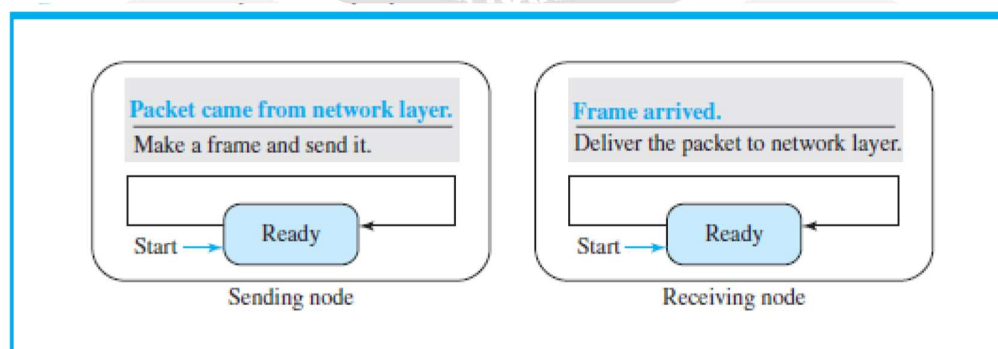 Packet came from network layer.
Make a frame and send it.
Ready
Start
Sending node
Frame arrived.
Deliver the packet to network layer.
Ready
Start
Receiving node